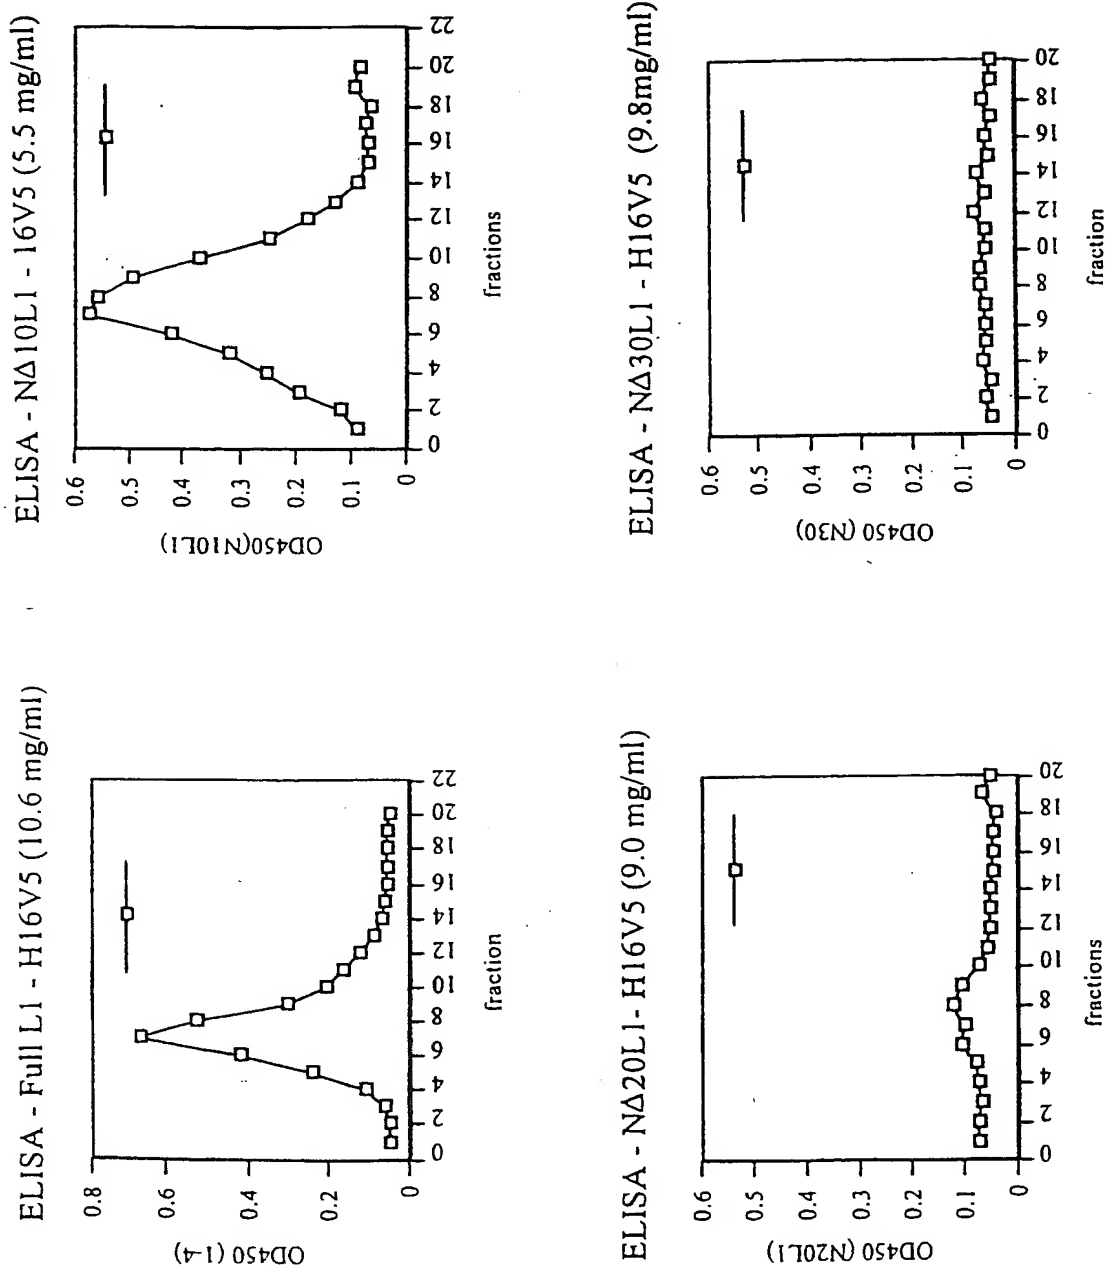 ELISA - Full L1 - H16V5 (10.6 mg/ml)
OD450 (1-4)
0.8
0.6
0.4
0.2
0
0 2 4 6 8 10 12 14 16 18 20 22
fraction
ELISA - NΔ10L1 - 16V5 (5.5 mg/ml)
OD450(N10L1)
0.6
0.5
0.4
0.3
0.2
0.1
0
0 2 4 6 8 10 12 14 16 18 20 22
fractions
ELISA - NΔ20L1- H16V5 (9.0 mg/ml)
OD450 (N20L1)
0.6
0.5
0.4
0.3
0.2
0.1
0
0 2 4 6 8 10 12 14 16 18 20
fractions
ELISA - NΔ30L1 - H16V5 (9.8mg/ml)
OD450 (N30)
0.6
0.5
0.4
0.3
0.2
0.1
0
0 2 4 6 8 10 12 14 16 18 20
fraction